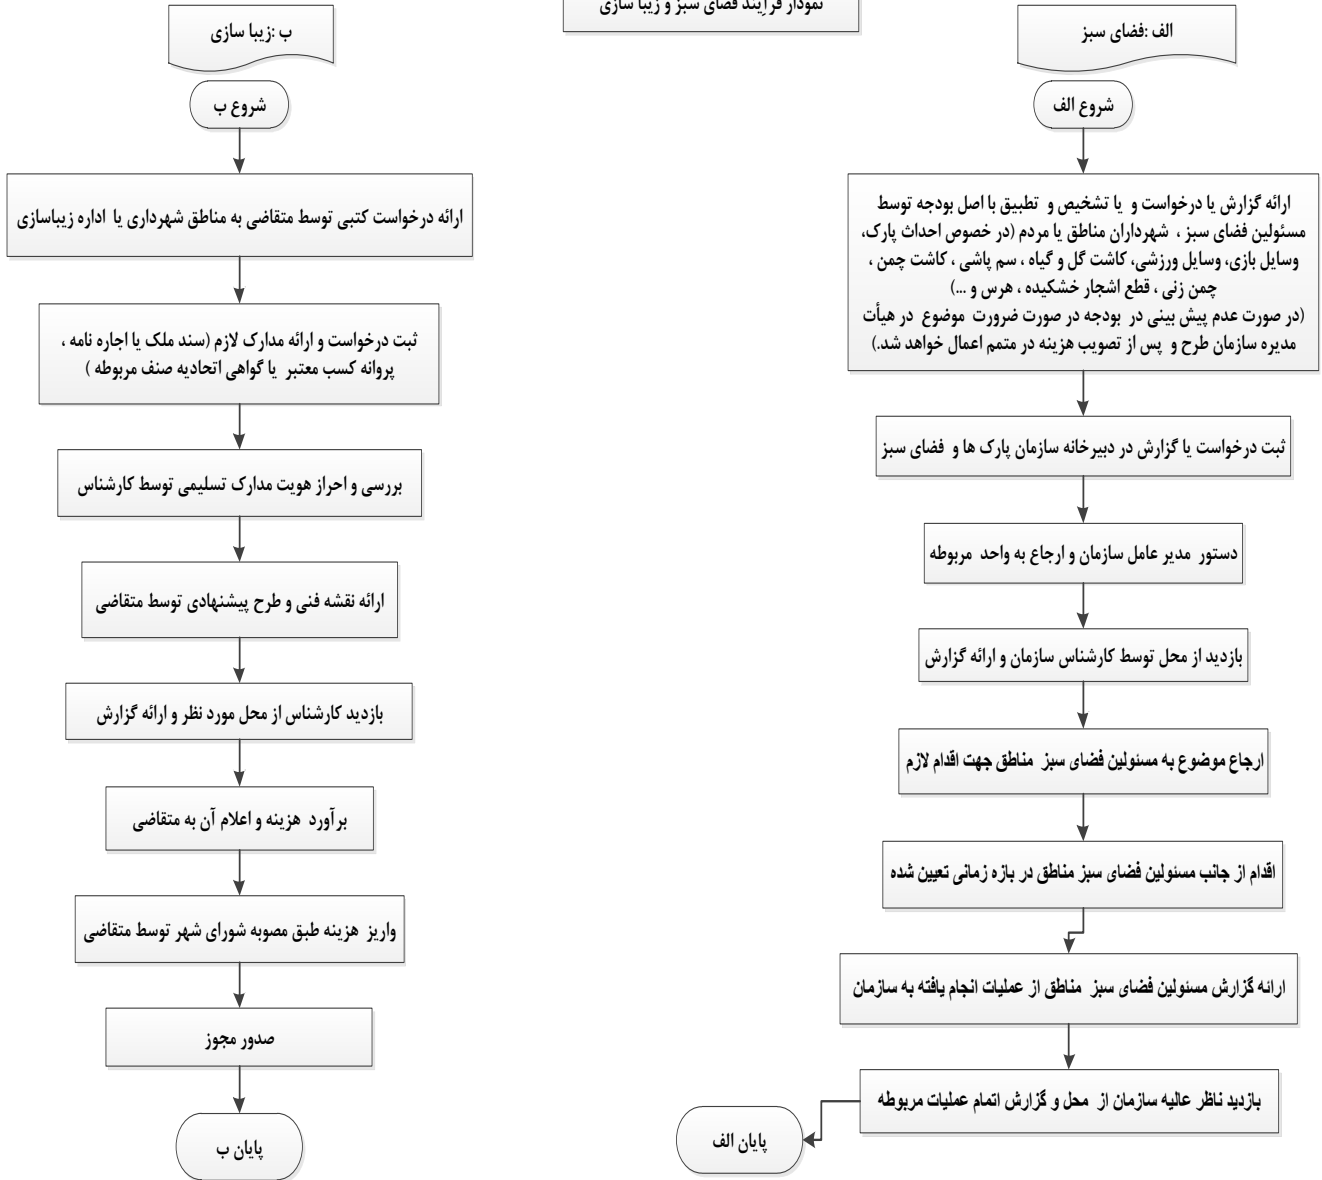 نمودار فرآیند فضای سبز و زیبا سازی
الف :فضای سبز
شروع الف
ارائه گزارش یا درخواست و یا تشخیص و تطبیق با اصل بودجه توسط
مسئولین فضای سبز ، شهرداران مناطق یا مردم (در خصوص احداث پارک،
وسایل بازی، وسایل ورزشی، کاشت گل و گیاه ، سم پاشی ، کاشت چمن ،
چمن زنی ، قطع اشجار خشکیده ، هرس و ...)
(در صورت عدم پیش بینی در بودجه در صورت ضرورت موضوع در هیأت
مدیره سازمان طرح و پس از تصویب هزینه در متمم اعمال خواهد شد.)
ثبت درخواست یا گزارش در دبیرخانه سازمان پارک ها و فضای سبز
دستور مدیر عامل سازمان و ارجاع به واحد مربوطه
بازدید از محل توسط کارشناس سازمان و ارائه گزارش
ارجاع موضوع به مسئولین فضای سبز مناطق جهت اقدام لازم
اقدام از جانب مسئولین فضای سبز مناطق در بازه زمانی تعیین شده
ارائه گزارش مسئولین فضای سبز مناطق از عملیات انجام یافته به سازمان
بازدید ناظر عالیه سازمان از محل و گزارش اتمام عملیات مربوطه
پایان الف
ب :زیبا سازی
شروع ب
ارائه درخواست کتبی توسط متقاضی به مناطق شهرداری یا اداره زیباسازی
ثبت درخواست و ارائه مدارک لازم (سند ملک یا اجاره نامه ،
پروانه کسب معتبر یا گواهی اتحادیه صنف مربوطه )
بررسی و احراز هویت مدارک تسلیمی توسط کارشناس
ارائه نقشه فنی و طرح پیشنهادی توسط متقاضی
بازدید کارشناس از محل مورد نظر و ارائه گزارش
برآورد هزینه و اعلام آن به متقاضی
واریز هزینه طبق مصوبه شورای شهر توسط متقاضی
صدور مجوز
پایان ب